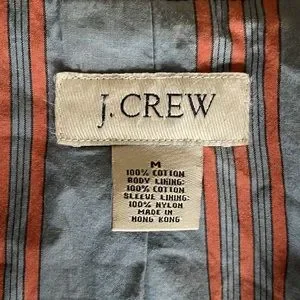 J. CREW
M
100% COTTON
BODY LINING:
100% COTTON
SLEEVE LINING:
100% NYLON
MADE IN
HONG KONG